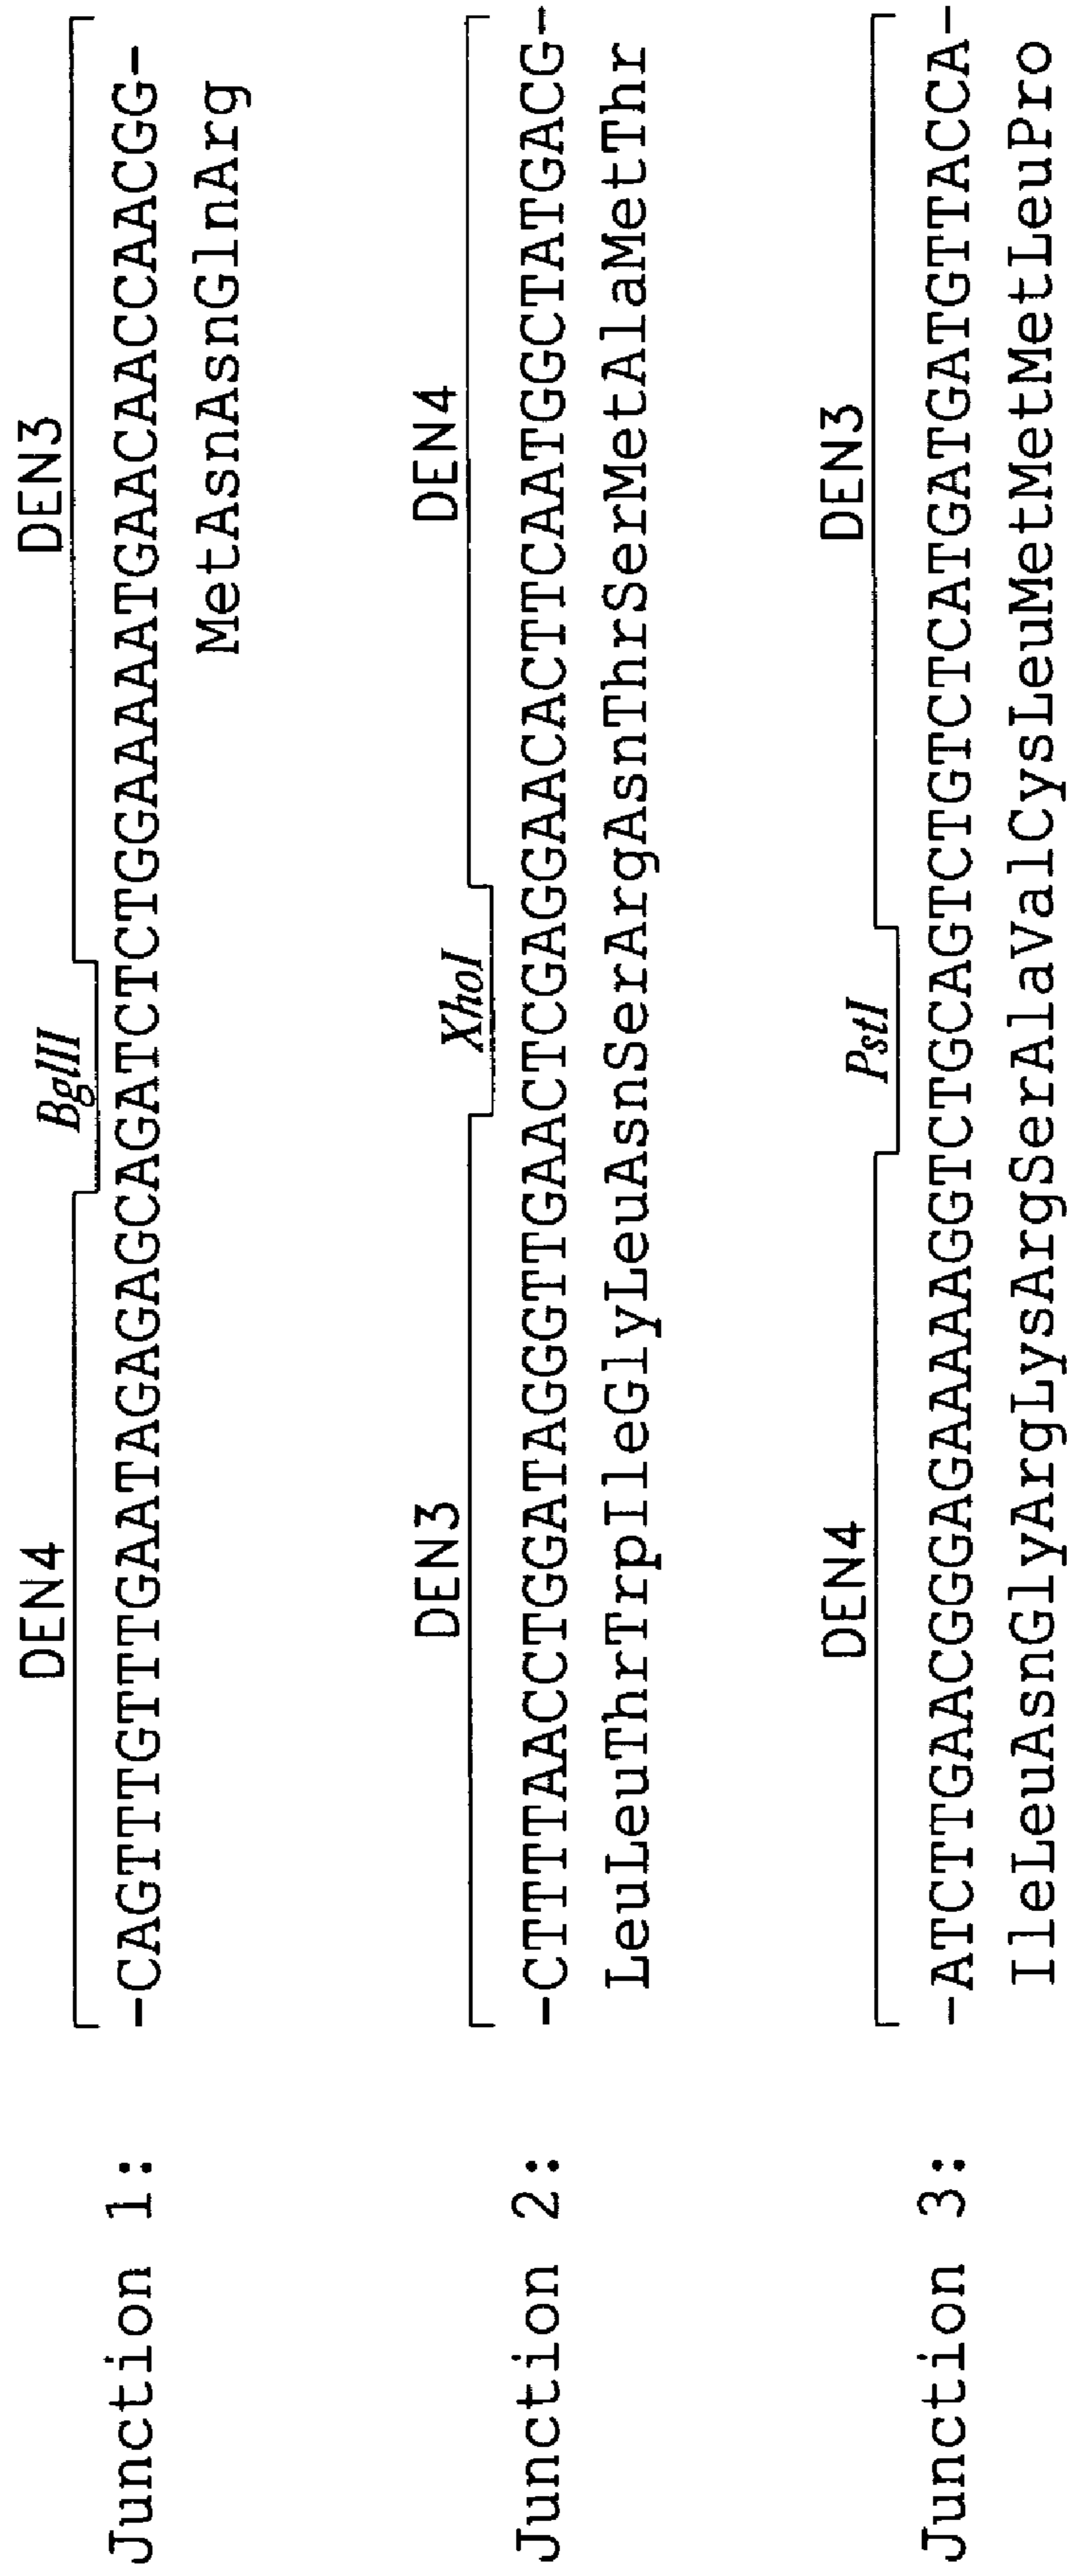 DEN4 BglII DEN3
Junction 1: -CAGTTTGTTTGAATAGAGAGCAGATCTCTGGAAAAATGAACAACCAACGG-
MetAsnAsnGlnArg
DEN3 XhoI DEN4
Junction 2: -CTTTTAACCTGGATAGGGTTGAACTCGAGGAACACTTCAATGGCTATGACG-
LeuLeuThrTrpIleGlyLeuAsnSerArgAsnThrSerMetAlaMetThr
DEN4 PstI DEN3
Junction 3: -ATCTTGAACGGGAGAAAAAGGTCTGCAGTCTGTCTCATGATGATGTTACCA-
IleLeuAsnGlyArgLysArgSerAlaValCysLeuMetMetMetLeuPro